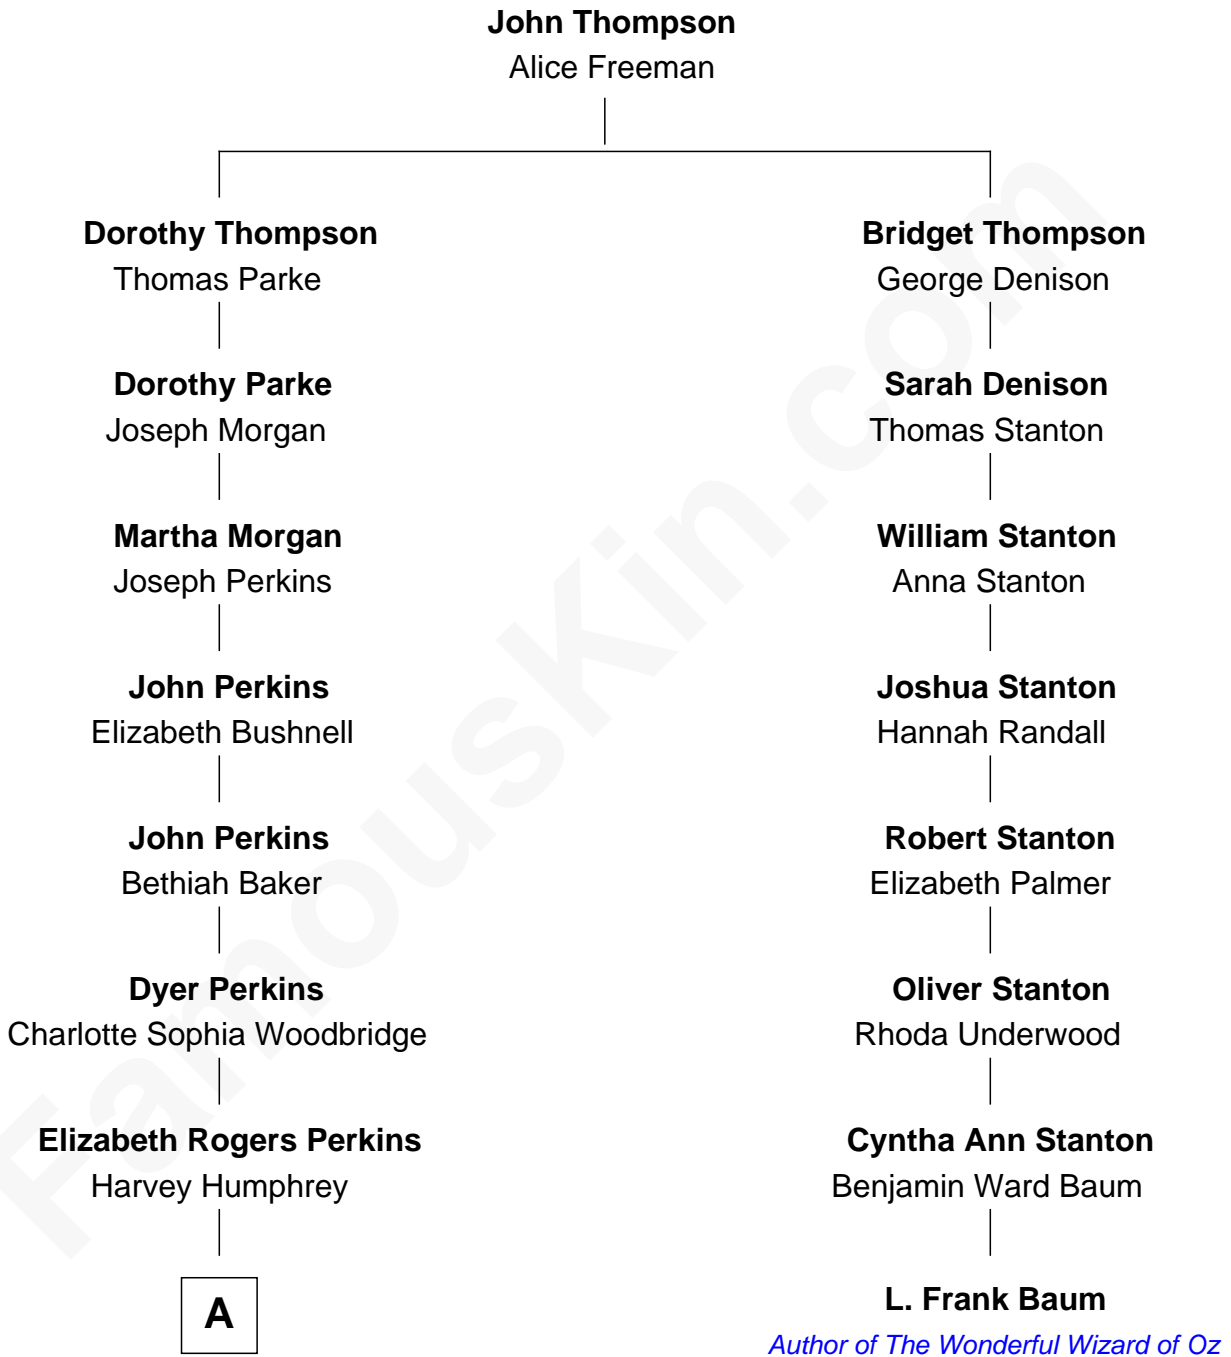 John Thompson
Alice Freeman
Dorothy Thompson
Thomas Parke
Bridget Thompson
George Denison
Dorothy Parke
Joseph Morgan
Sarah Denison
Thomas Stanton
Martha Morgan
Joseph Perkins
William Stanton
Anna Stanton
John Perkins
Elizabeth Bushnell
Joshua Stanton
Hannah Randall
John Perkins
Bethiah Baker
Robert Stanton
Elizabeth Palmer
Dyer Perkins
Charlotte Sophia Woodbridge
Oliver Stanton
Rhoda Underwood
Elizabeth Rogers Perkins
Harvey Humphrey
Cyntha Ann Stanton
Benjamin Ward Baum
A
L. Frank Baum
Author of The Wonderful Wizard of Oz
FamousKin.com